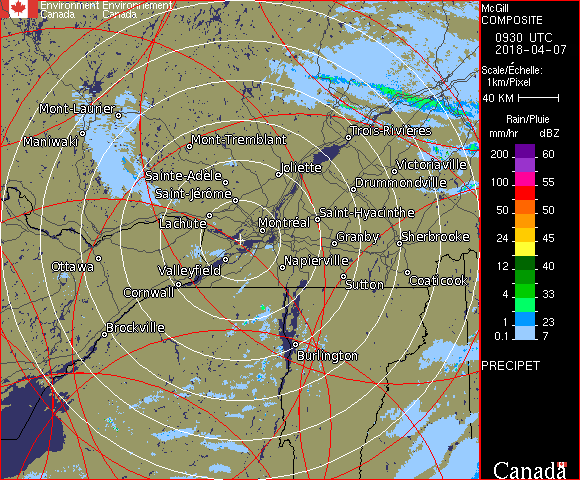 Environment Environnement
Canada Canada
McGill
COMPOSITE
0930 UTC
2018-04-07
Scale/Échelle:
1km/Pixel
40 KM
Rain/Pluie
mm/hr dBZ
200 60
57
100 55
50 50
45
24 42
12 40
4 33
1 23
0.1 7
PRECIPET
Canada
Mont-Laurier
Maniwaki
Mont-Tremblant
Trois-Rivières
Joliette
Victoriaville
Sainte-Adèle
Drummondville
Saint-Jérôme
Saint-Hyacinthe
Lachute
Montréal
Granby
Sherbrooke
Ottawa
Valleyfield
Napierville
Cornwall
Sutton
Coaticook
Brockville
Burlington